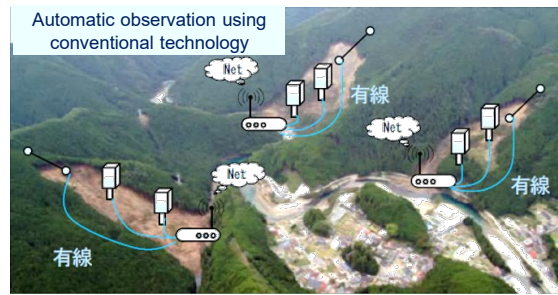 Automatic observation using
conventional technology
Net
有線
Net
有線
Net
有線